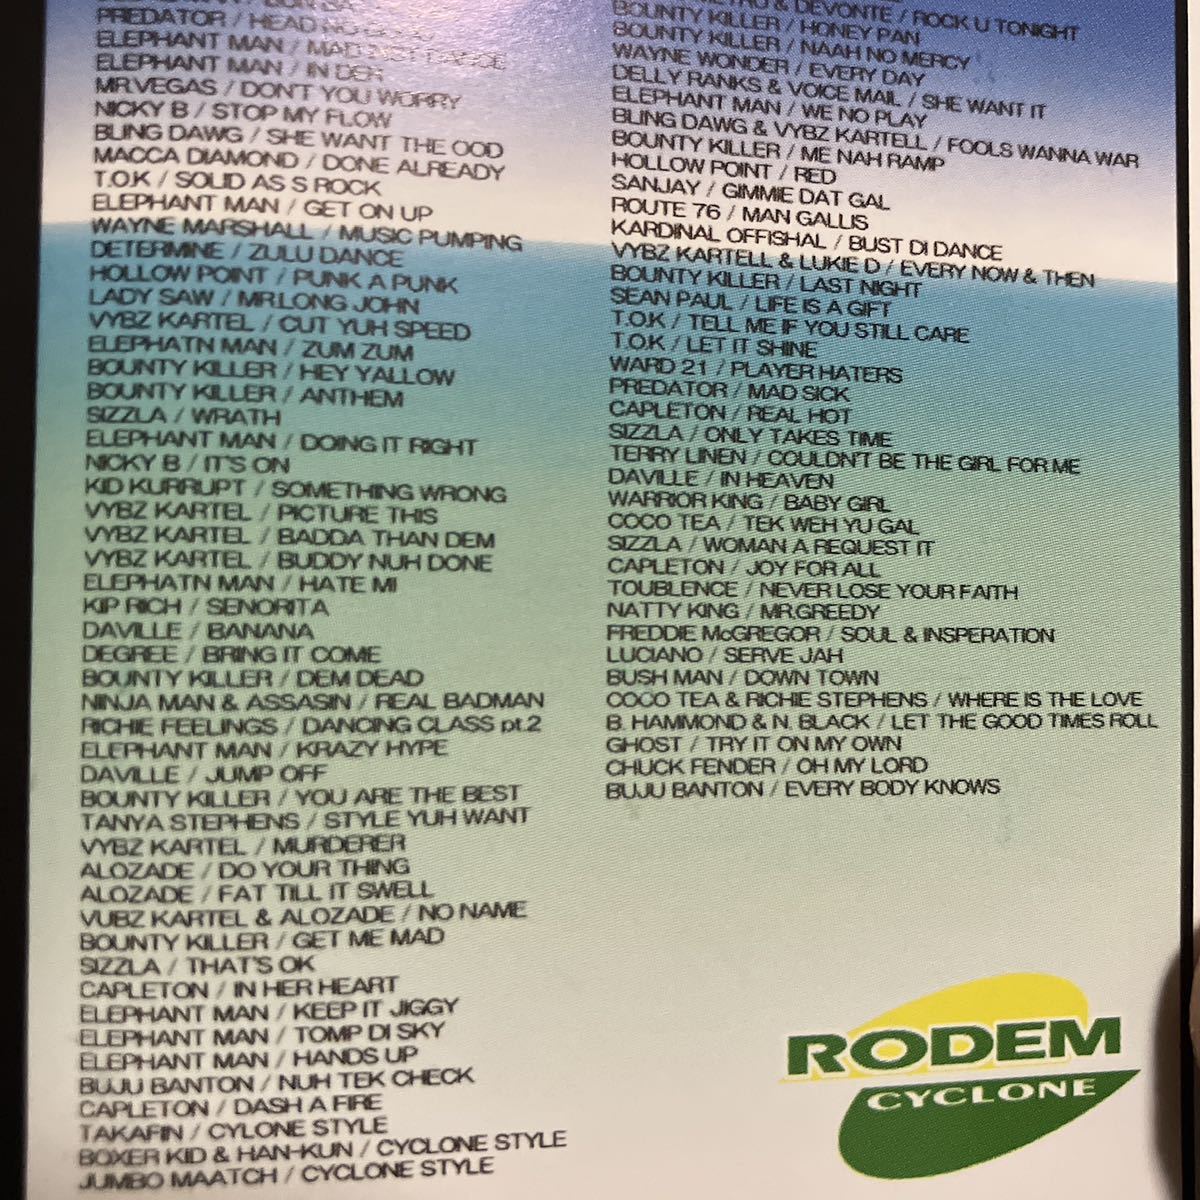 PREDATOR / HEAD NO
ELEPHANT MAN / MAD NOT DANCE
ELEPHANT MAN / IN DER
MR.VEGAS / DON'T YOU WORRY
NICKY B / STOP MY FLOW
BLING DAWG / SHE WANT THE OOD
MACCA DIAMOND / DONE ALREADY
T.O.K / SOLID AS S ROCK
ELEPHANT MAN / GET ON UP
WAYNE MARSHALL / MUSIC PUMPING
DETERMINE / ZULU DANCE
HOLLOW POINT / PUNK A PUNK
LADY SAW / MR.LONG JOHN
VYBZ KARTEL / CUT YUH SPEED
ELEPHATN MAN / ZUM ZUM
BOUNTY KILLER / HEY YALLOW
BOUNTY KILLER / ANTHEM
SIZZLA / WRATH
ELEPHANT MAN / DOING IT RIGHT
NICKY B / IT'S ON
KID KURRUPT / SOMETHING WRONG
VYBZ KARTEL / PICTURE THIS
VYBZ KARTEL / BADDA THAN DEM
VYBZ KARTEL / BUDDY NUH DONE
ELEPHATN MAN / HATE MI
KIP RICH / SENORITA
DAVILLE / BANANA
DEGREE / BRING IT COME
BOUNTY KILLER / DEM DEAD
NINJA MAN & ASSASIN / REAL BADMAN
RICHIE FEELINGS / DANCING CLASS pt.2
ELEPHANT MAN / KRAZY HYPE
DAVILLE / JUMP OFF
BOUNTY KILLER / YOU ARE THE BEST
TANYA STEPHENS / STYLE YUH WANT
VYBZ KARTEL / MURDERER
ALOZADE / DO YOUR THING
ALOZADE / FAT TILL IT SWELL
VUBZ KARTEL & ALOZADE / NO NAME
BOUNTY KILLER / GET ME MAD
SIZZLA / THAT'S OK
CAPLETON / IN HER HEART
ELEPHANT MAN / KEEP IT JIGGY
ELEPHANT MAN / TOMP DI SKY
ELEPHANT MAN / HANDS UP
BUJU BANTON / NUH TEK CHECK
CAPLETON / DASH A FIRE
TAKAFIN / CYLONE STYLE
BOXER KID & HAN-KUN / CYCLONE STYLE
JUMBO MAATCH / CYCLONE STYLE
& DEVONTE / ROCK U TONIGHT
BOUNTY KILLER / HONEY PAN
BOUNTY KILLER / NAAH NO MERCY
WAYNE WONDER / EVERY DAY
DELLY RANKS & VOICE MAIL / SHE WANT IT
ELEPHANT MAN / WE NO PLAY
BLING DAWG & VYBZ KARTELL / FOOLS WANNA WAR
BOUNTY KILLER / ME NAH RAMP
HOLLOW POINT / RED
SANJAY / GIMMIE DAT GAL
ROUTE 76 / MAN GALLIS
KARDINAL OFFISHAL / BUST DI DANCE
VYBZ KARTELL & LUKIE D / EVERY NOW & THEN
BOUNTY KILLER / LAST NIGHT
SEAN PAUL / LIFE IS A GIFT
T.O.K / TELL ME IF YOU STILL CARE
T.O.K / LET IT SHINE
WARD 21 / PLAYER HATERS
PREDATOR / MAD SICK
CAPLETON / REAL HOT
SIZZLA / ONLY TAKES TIME
TERRY LINEN / COULDN'T BE THE GIRL FOR ME
DAVILLE / IN HEAVEN
WARRIOR KING / BABY GIRL
COCO TEA / TEK WEH YU GAL
SIZZLA / WOMAN A REQUEST IT
CAPLETON / JOY FOR ALL
TOUBLENCE / NEVER LOSE YOUR FAITH
NATTY KING / MR.GREEDY
FREDDIE McGREGOR / SOUL & INSPERATION
LUCIANO / SERVE JAH
BUSH MAN / DOWN TOWN
COCO TEA & RICHIE STEPHENS / WHERE IS THE LOVE
B. HAMMOND & N. BLACK / LET THE GOOD TIMES ROLL
GHOST / TRY IT ON MY OWN
CHUCK FENDER / OH MY LORD
BUJU BANTON / EVERY BODY KNOWS
RODEM
CYCLONE